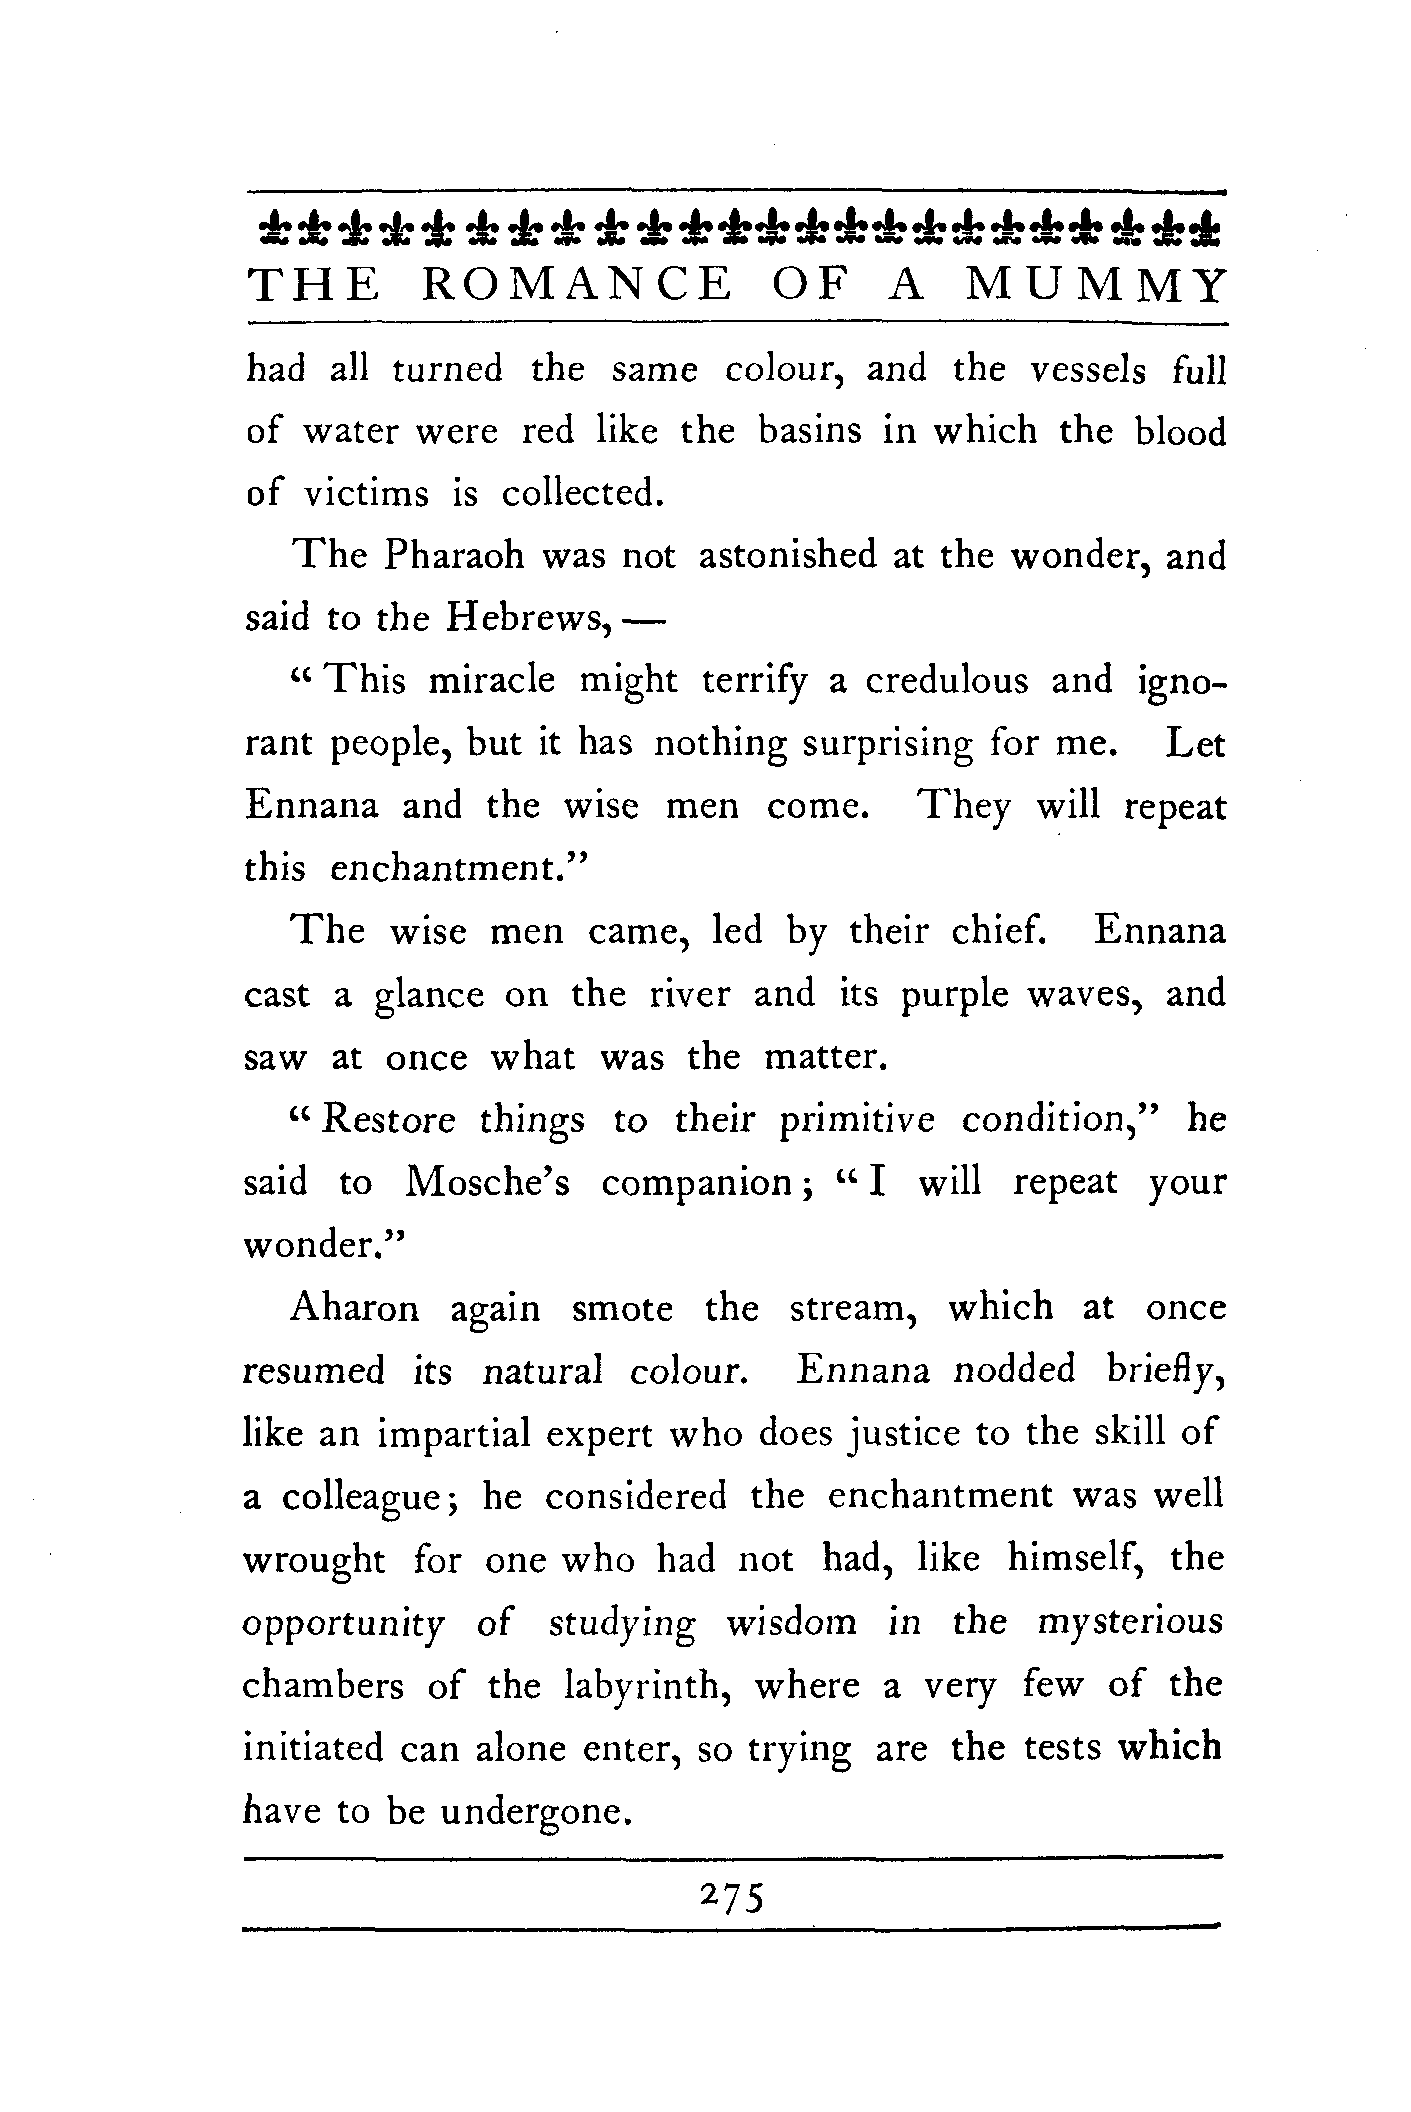 THE ROMANCE OF A MUMMY
had all turned the same colour, and the vessels full
of water were red like the basins in which the blood
of victims is collected.
The Pharaoh was not astonished at the wonder, and
said to the Hebrews,—
“This miracle might terrify a credulous and igno-
rant people, but it has nothing surprising for me. Let
Ennana and the wise men come. They will repeat
this enchantment.”
The wise men came, led by their chief. Ennana
cast a glance on the river and its purple waves, and
saw at once what was the matter.
“Restore things to their primitive condition,” he
said to Mosche’s companion; “I will repeat your
wonder.”
Aharon again smote the stream, which at once
resumed its natural colour. Ennana nodded briefly,
like an impartial expert who does justice to the skill of
a colleague; he considered the enchantment was well
wrought for one who had not had, like himself, the
opportunity of studying wisdom in the mysterious
chambers of the labyrinth, where a very few of the
initiated can alone enter, so trying are the tests which
have to be undergone.
275